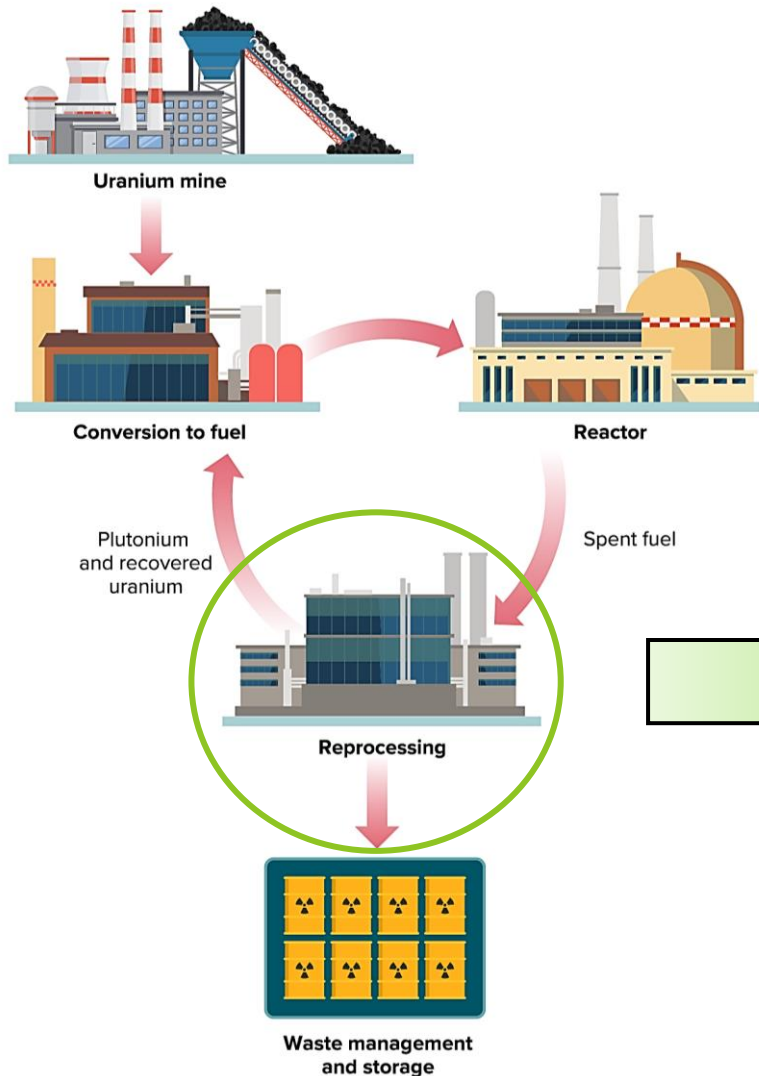 Uranium mine
Conversion to fuel
Reactor
Plutonium
and recovered
uranium
Spent fuel
Reprocessing
Waste management
and storage